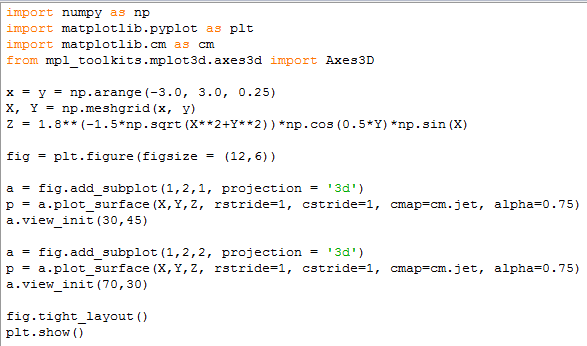 import numpy as np
import matplotlib.pyplot as plt
import matplotlib.cm as cm
from mpl_toolkits.mplot3d.axes3d import Axes3D
x = y = np.arange(-3.0, 3.0, 0.25)
X, Y = np.meshgrid(x, y)
Z = 1.8**(-1.5*np.sqrt(X**2+Y**2))*np.cos(0.5*Y)*np.sin(X)
fig = plt.figure(figsize = (12,6))
a = fig.add_subplot(1,2,1, projection = '3d')
p = a.plot_surface(X,Y,Z, rstride=1, cstride=1, cmap=cm.jet, alpha=0.75)
a.view_init(30,45)
a = fig.add_subplot(1,2,2, projection = '3d')
p = a.plot_surface(X,Y,Z, rstride=1, cstride=1, cmap=cm.jet, alpha=0.75)
a.view_init(70,30)
fig.tight_layout()
plt.show()